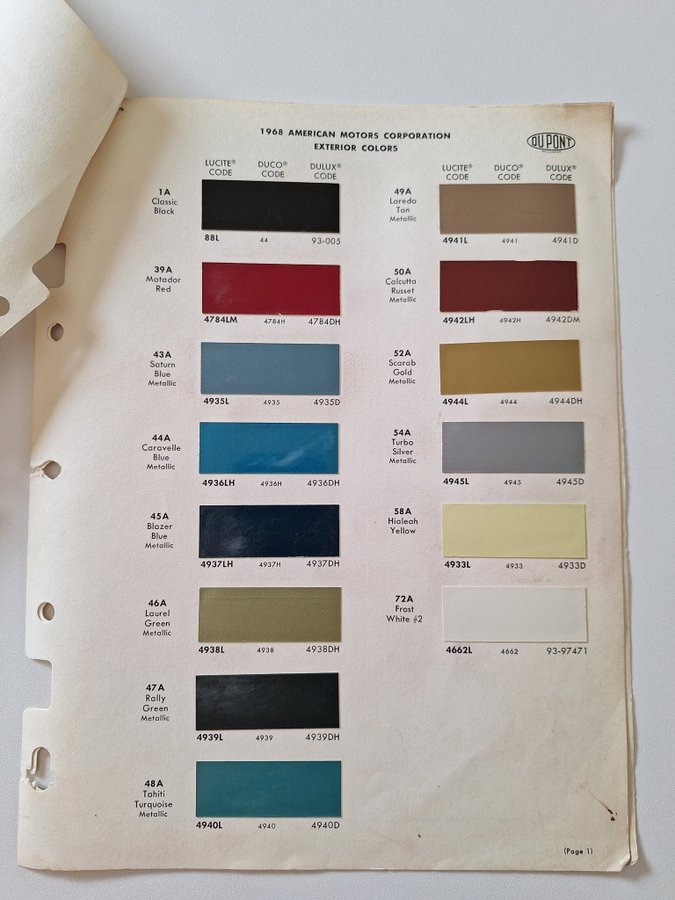 1968 AMERICAN MOTORS CORPORATION
EXTERIOR COLORS
DU PONT
LUCITE® CODE DUCO® CODE DULUX® CODE
1A
Classic
Black
88L 44 93-005
39A
Matador
Red
4784LM 4784H 4784DH
43A
Saturn
Blue
Metallic
4935L 4935 4935D
44A
Caravelle
Blue
Metallic
4936LH 4936H 4936DH
45A
Blazer
Blue
Metallic
4937LH 4937H 4937DH
46A
Laurel
Green
Metallic
4938L 4938 4938DH
47A
Rally
Green
Metallic
4939L 4939 4939DH
48A
Tahiti
Turquoise
Metallic
4940L 4940 4940D
LUCITE® CODE DUCO® CODE DULUX® CODE
49A
Laredo
Tan
Metallic
4941L 4941 4941D
50A
Calcutta
Russet
Metallic
4942LH 4942H 4942DM
52A
Scarab
Gold
Metallic
4944L 4944 4944DH
54A
Turbo
Silver
Metallic
4945L 4945 4945D
58A
Hialeah
Yellow
4933L 4933 4933D
72A
Frost
White #2
4662L 4662 93-97471
(Page 1)